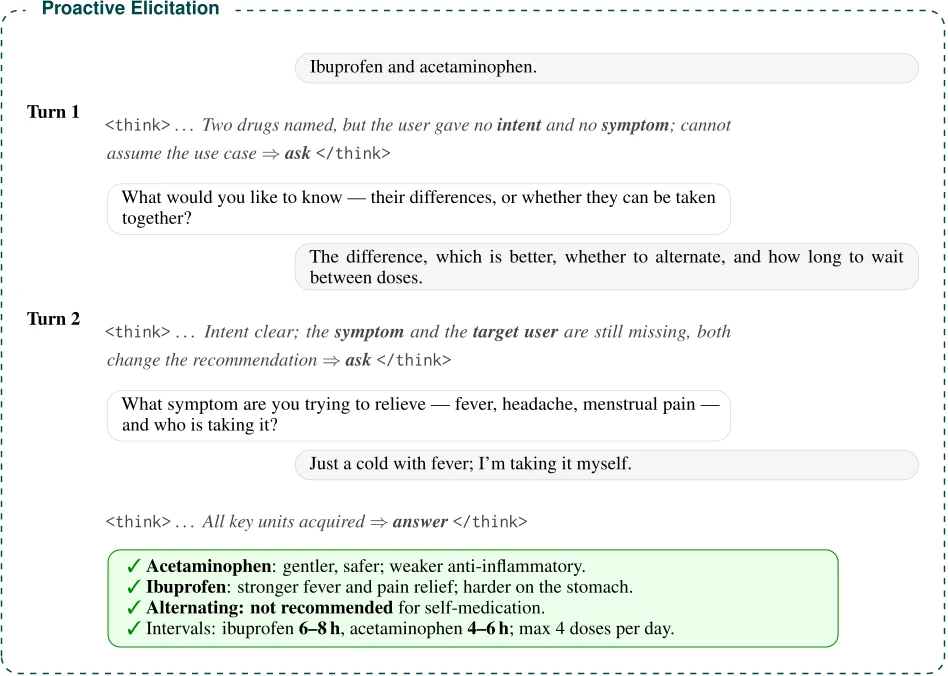 Proactive Elicitation
Ibuprofen and acetaminophen.
Turn 1
<think> ... Two drugs named, but the user gave no intent and no symptom; cannot
assume the use case ⇒ ask </think>
What would you like to know — their differences, or whether they can be taken
together?
The difference, which is better, whether to alternate, and how long to wait
between doses.
Turn 2
<think> ... Intent clear; the symptom and the target user are still missing, both
change the recommendation ⇒ ask </think>
What symptom are you trying to relieve — fever, headache, menstrual pain —
and who is taking it?
Just a cold with fever; I'm taking it myself.
<think> ... All key units acquired ⇒ answer </think>
✓ Acetaminophen: gentler, safer; weaker anti-inflammatory.
✓ Ibuprofen: stronger fever and pain relief; harder on the stomach.
✓ Alternating: not recommended for self-medication.
✓ Intervals: ibuprofen 6–8 h, acetaminophen 4–6 h; max 4 doses per day.